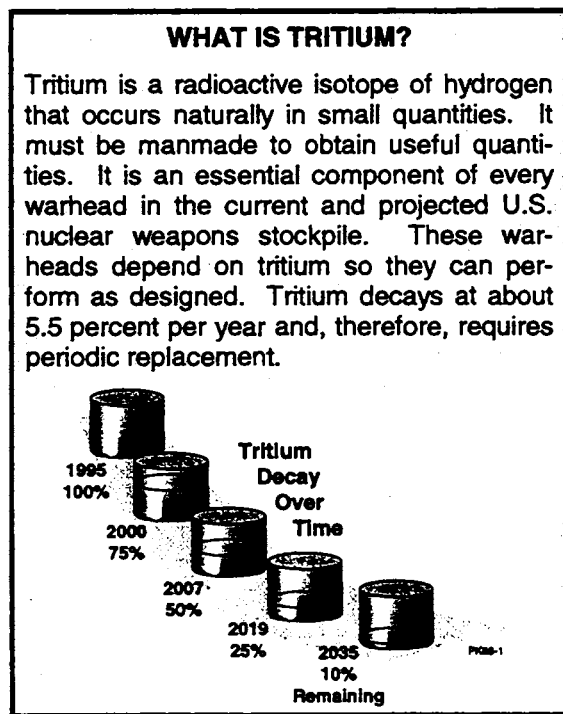 WHAT IS TRITIUM?
Tritium is a radioactive isotope of hydrogen
that occurs naturally in small quantities. It
must be manmade to obtain useful quanti-
ties. It is an essential component of every
warhead in the current and projected U.S.
nuclear weapons stockpile. These war-
heads depend on tritium so they can per-
form as designed. Tritium decays at about
5.5 percent per year and, therefore, requires
periodic replacement.
Tritium
Decay
Over
Time
1995
100%
2000
75%
2007
50%
2019
25%
2035
10%
Remaining